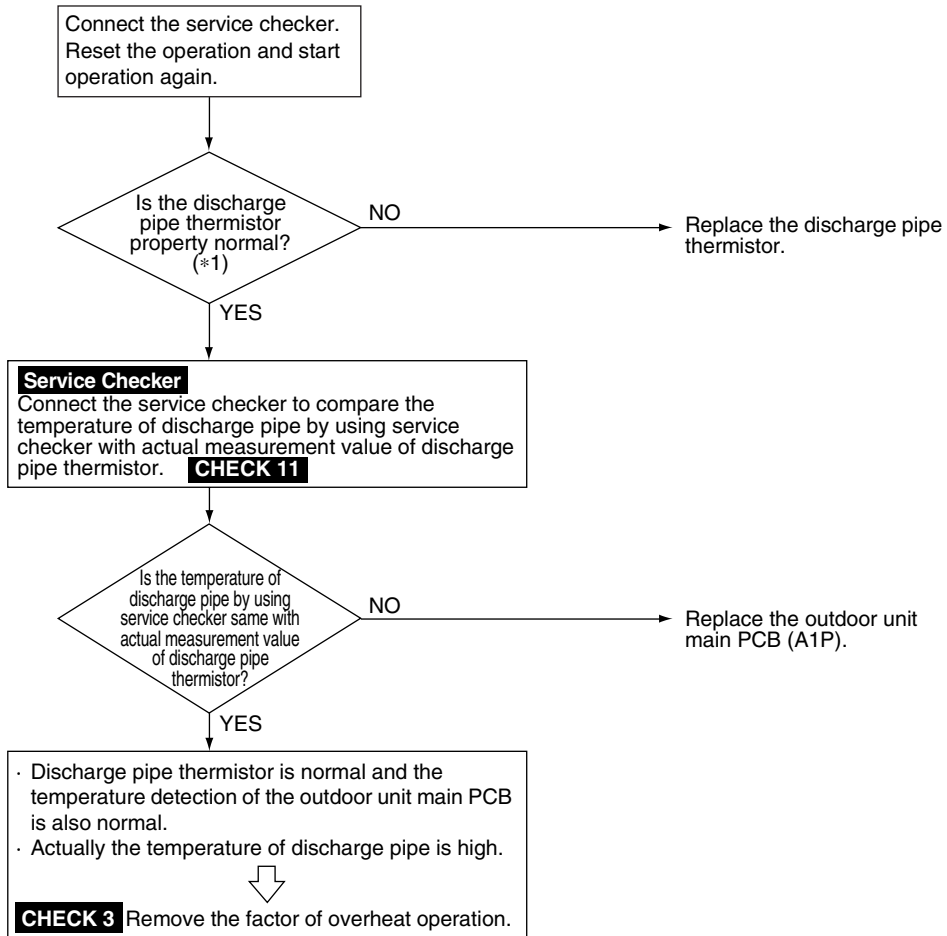 Connect the service checker.
Reset the operation and start
operation again.
Is the discharge
pipe thermistor
property normal?
(*1)
NO
Replace the discharge pipe
thermistor.
YES
Service Checker
Connect the service checker to compare the
temperature of discharge pipe by using service
checker with actual measurement value of discharge
pipe thermistor. CHECK 11
Is the temperature of
discharge pipe by using
service checker same with
actual measurement value
of discharge pipe
thermistor?
NO
Replace the outdoor unit
main PCB (A1P).
YES
· Discharge pipe thermistor is normal and the
temperature detection of the outdoor unit main PCB
is also normal.
· Actually the temperature of discharge pipe is high.
CHECK 3 Remove the factor of overheat operation.